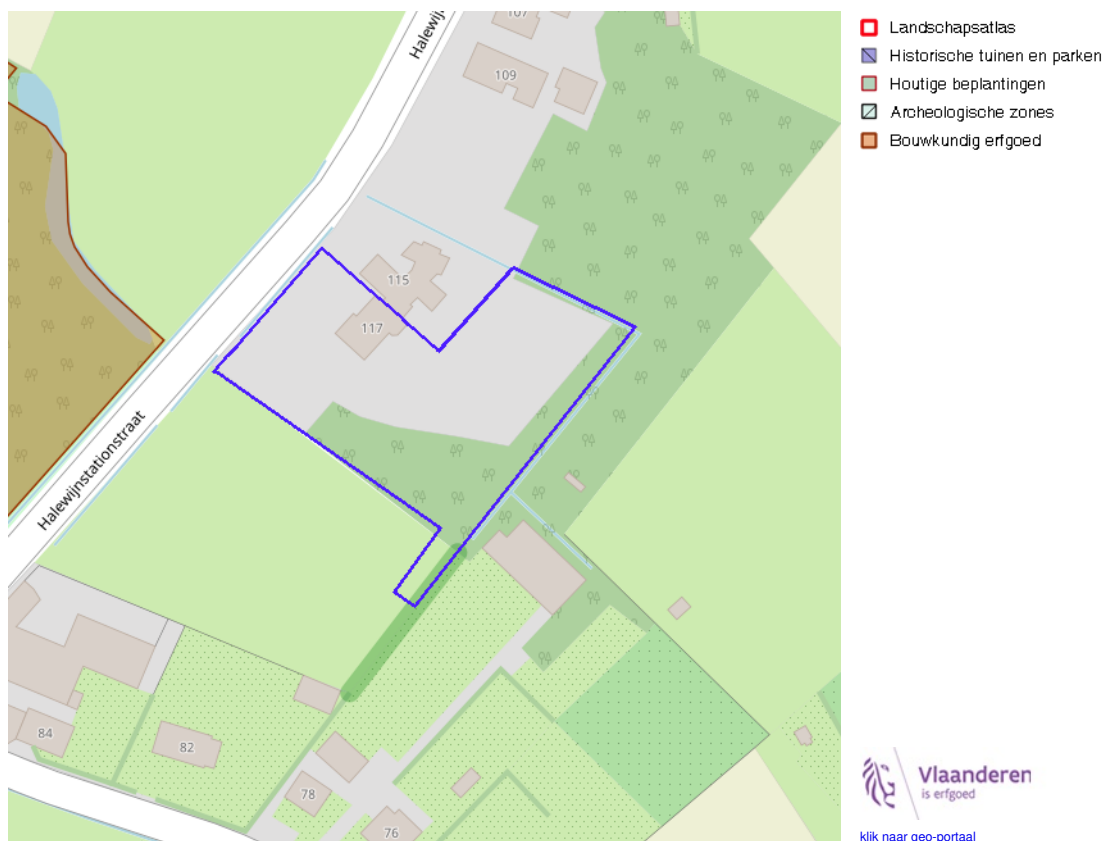 Halewij
107
109
115
117
Halewijnstationstraat
84
82
78
76
Landschapsatlas
Historische tuinen en parken
Houtige beplantingen
Archeologische zones
Bouwkundig erfgoed
Vlaanderen
is erfgoed
klik naar geo-portaal